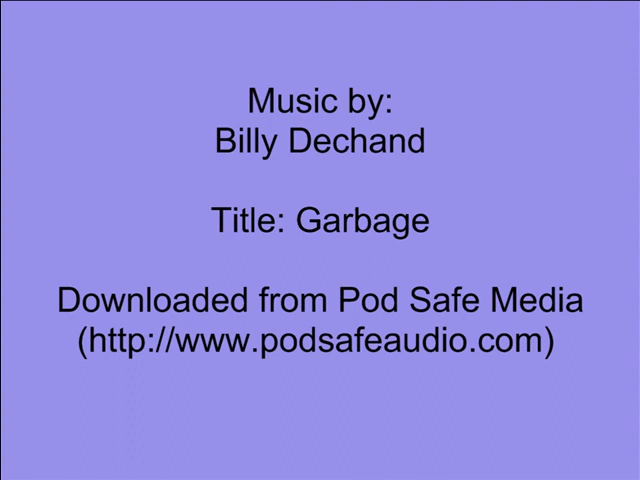 Music by:
Billy Dechand
Title: Garbage
Downloaded from Pod Safe Media
(http://www.podsafeaudio.com)